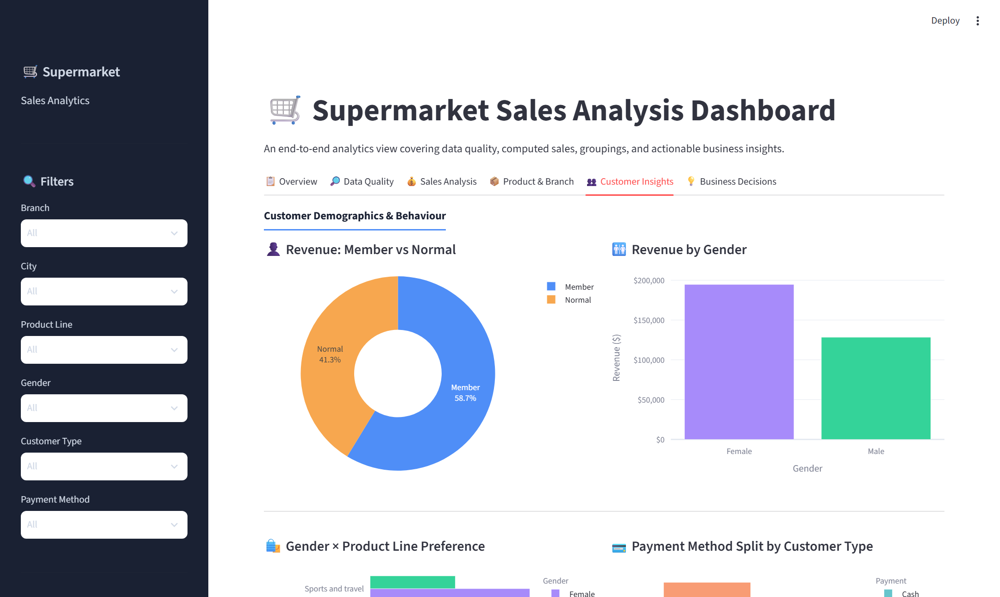 Deploy
Supermarket
Sales Analytics
Filters
Branch
All
City
All
Product Line
All
Gender
All
Customer Type
All
Payment Method
All
Supermarket Sales Analysis Dashboard
An end-to-end analytics view covering data quality, computed sales, groupings, and actionable business insights.
Overview
Data Quality
Sales Analysis
Product & Branch
Customer Insights
Business Decisions
Customer Demographics & Behaviour
Revenue: Member vs Normal
Member
Normal
Normal
41.3%
Member
58.7%
Revenue by Gender
$200,000
$150,000
$100,000
$50,000
$0
Revenue ($)
Female
Male
Gender
Gender × Product Line Preference
Sports and travel
Gender
Female
Payment Method Split by Customer Type
Payment
Cash